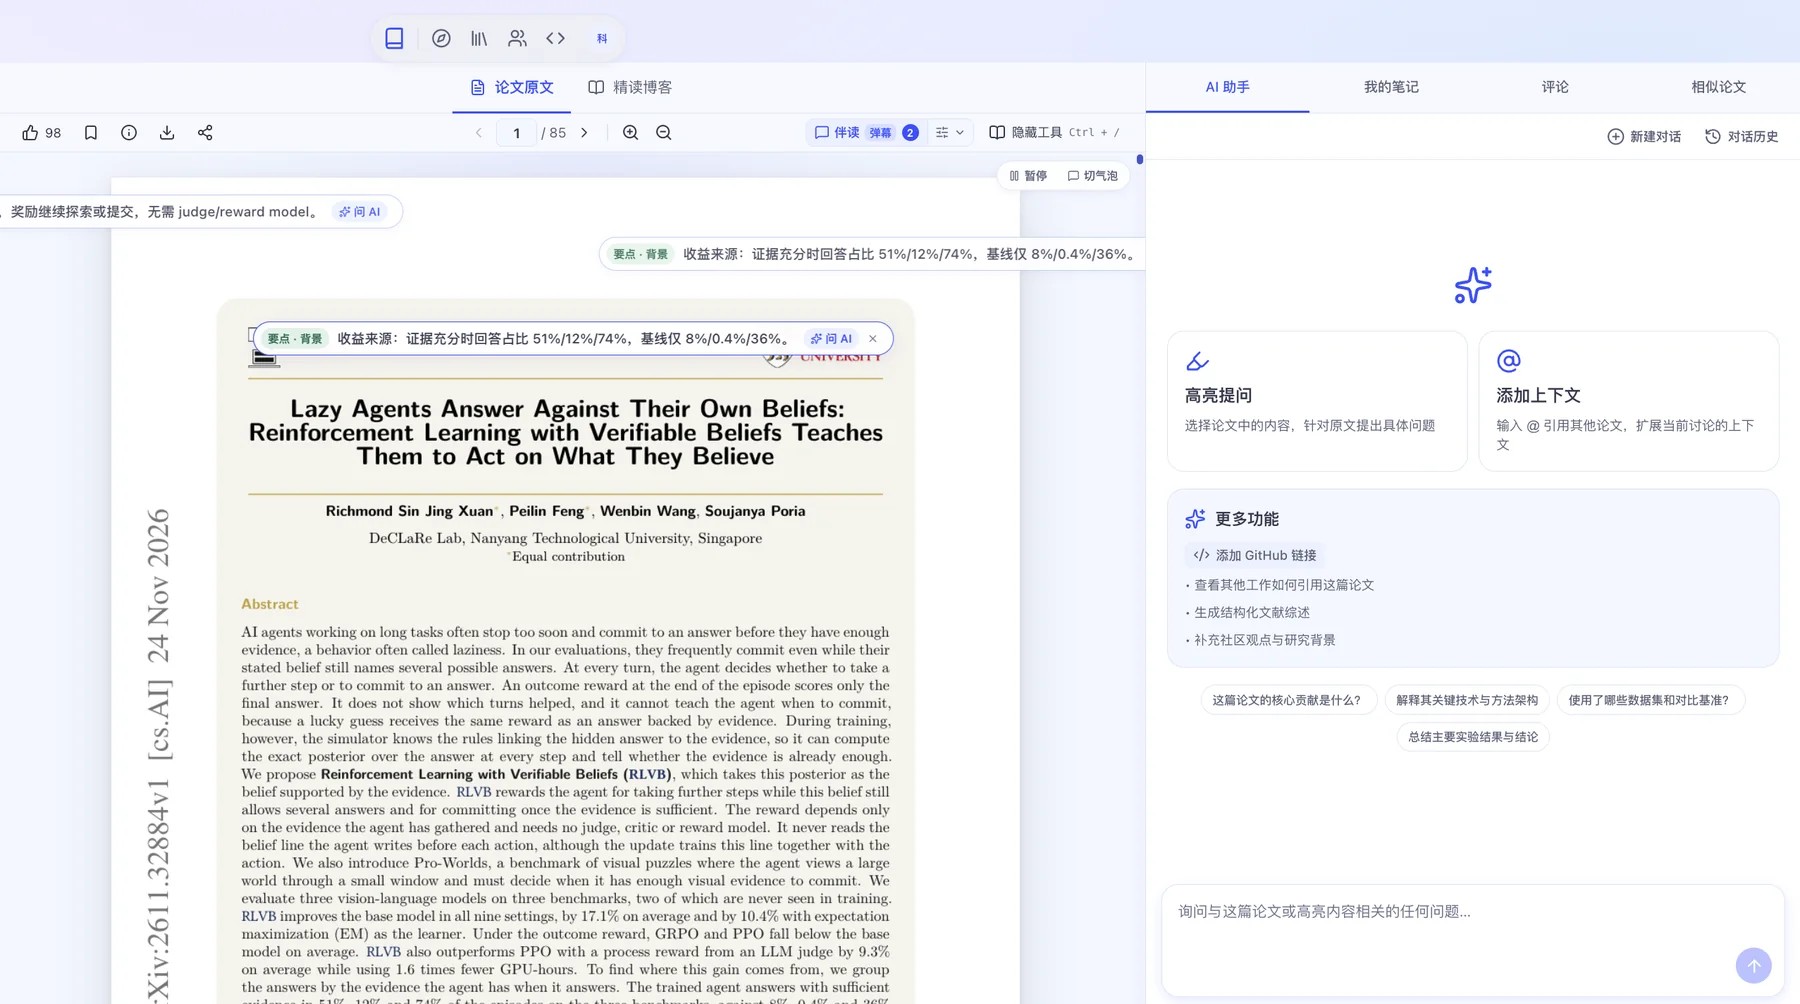 科
论文原文
精读博客
AI 助手
我的笔记
评论
相似论文
98
1 / 85
伴读 弹幕 2
隐藏工具 Ctrl + /
新建对话
对话历史
暂停
切气泡
，奖励继续探索或提交，无需 judge/reward model。 问 AI
要点 · 背景 收益来源：证据充分时回答占比 51%/12%/74%，基线仅 8%/0.4%/36%。
要点 · 背景 收益来源：证据充分时回答占比 51%/12%/74%，基线仅 8%/0.4%/36%。 问 AI ×
UNIVERSITY
Lazy Agents Answer Against Their Own Beliefs:
Reinforcement Learning with Verifiable Beliefs Teaches
Them to Act on What They Believe
Richmond Sin Jing Xuan*, Peilin Feng*, Wenbin Wang, Soujanya Poria
DeCLaRe Lab, Nanyang Technological University, Singapore
*Equal contribution
Abstract
AI agents working on long tasks often stop too soon and commit to an answer before they have enough
evidence, a behavior often called laziness. In our evaluations, they frequently commit even while their
stated belief still names several possible answers. At every turn, the agent decides whether to take a
further step or to commit to an answer. An outcome reward at the end of the episode scores only the
final answer. It does not show which turns helped, and it cannot teach the agent when to commit,
because a lucky guess receives the same reward as an answer backed by evidence. During training,
however, the simulator knows the rules linking the hidden answer to the evidence, so it can compute
the exact posterior over the answer at every step and tell whether the evidence is already enough.
We propose Reinforcement Learning with Verifiable Beliefs (RLVB), which takes this posterior as the
belief supported by the evidence. RLVB rewards the agent for taking further steps while this belief still
allows several answers and for committing once the evidence is sufficient. The reward depends only
on the evidence the agent has gathered and needs no judge, critic or reward model. It never reads the
belief line the agent writes before each action, although the update trains this line together with the
action. We also introduce Pro-Worlds, a benchmark of visual puzzles where the agent views a large
world through a small window and must decide when it has enough visual evidence to commit. We
evaluate three vision-language models on three benchmarks, two of which are never seen in training.
RLVB improves the base model in all nine settings, by 17.1% on average and by 10.4% with expectation
maximization (EM) as the learner. Under the outcome reward, GRPO and PPO fall below the base
model on average. RLVB also outperforms PPO with a process reward from an LLM judge by 9.3%
on average while using 1.6 times fewer GPU-hours. To find where this gain comes from, we group
the answers by the evidence the agent has when it answers. The trained agent answers with sufficient
evidence in 51%, 12% and 74% of the episodes on the three benchmarks, against 8%, 0.4% and 36%
Xiv:2611.32884v1 [cs.AI] 24 Nov 2026
高亮提问
选择论文中的内容，针对原文提出具体问题
添加上下文
输入 @ 引用其他论文，扩展当前讨论的上下
文
更多功能
添加 GitHub 链接
· 查看其他工作如何引用这篇论文
· 生成结构化文献综述
· 补充社区观点与研究背景
这篇论文的核心贡献是什么？
解释其关键技术与方法架构
使用了哪些数据集和对比基准？
总结主要实验结果与结论
询问与这篇论文或高亮内容相关的任何问题...